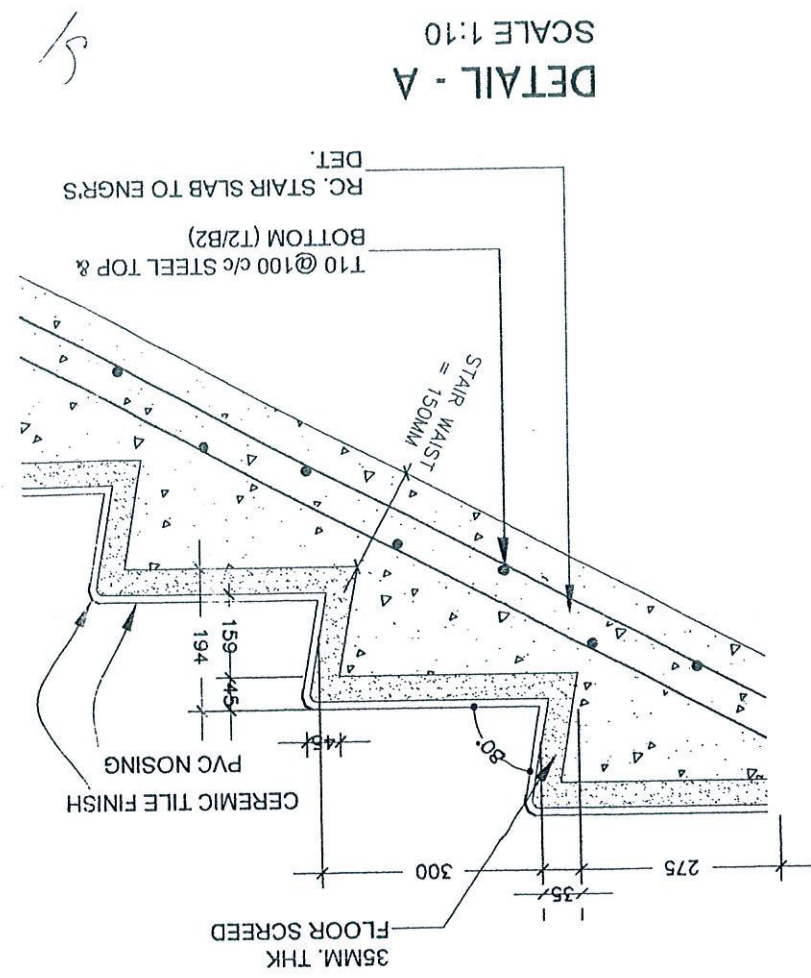 35MM. THK
FLOOR SCREED
35
275
300
CEREMIC TILE FINISH
PVC NOSING
80°
45
45
159
194
STAIR WAIST
= 150MM
T10 @100 c/c STEEL TOP &
BOTTOM (T2/B2)
RC. STAIR SLAB TO ENGR'S
DET.
DETAIL - A
SCALE 1:10